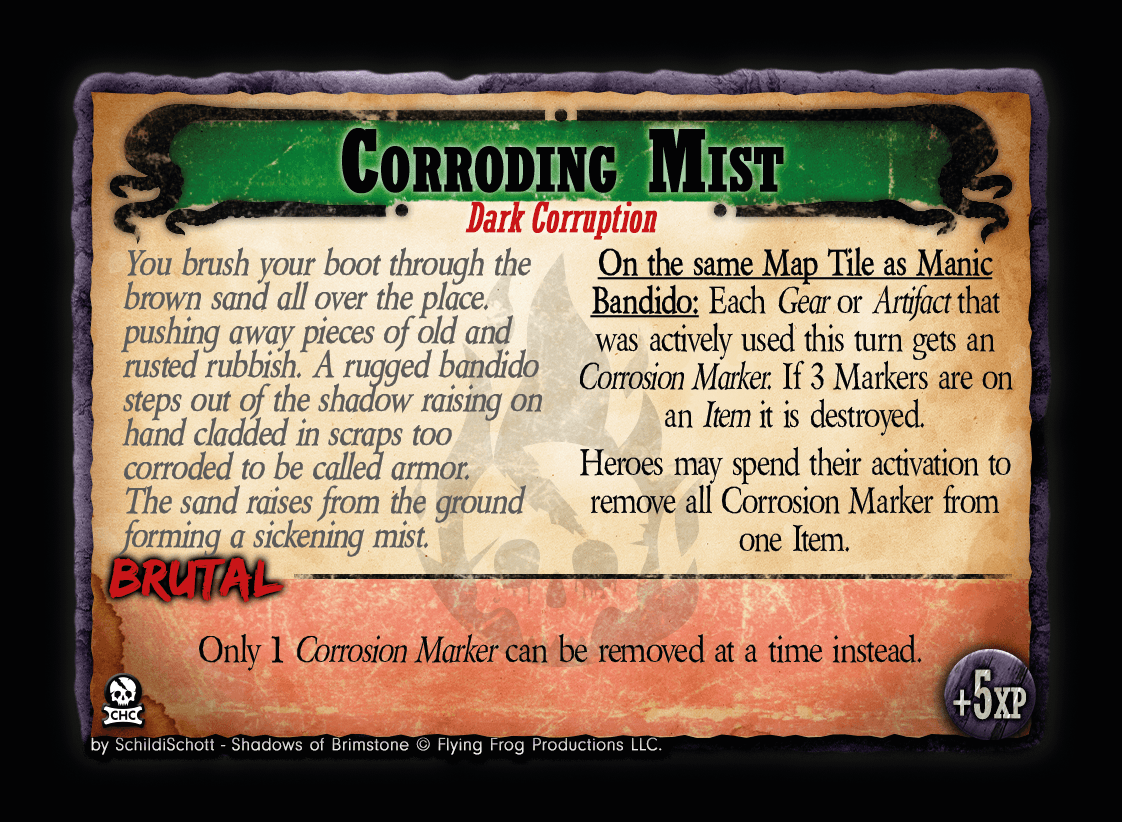 Corroding Mist
Dark Corruption
You brush your boot through the
brown sand all over the place.
pushing away pieces of old and
rusted rubbish. A rugged bandido
steps out of the shadow raising on
hand cladded in scraps too
corroded to be called armor.
The sand raises from the ground
forming a sickening mist.
On the same Map Tile as Manic
Bandido: Each Gear or Artifact that
was actively used this turn gets an
Corrosion Marker. If 3 Markers are on
an Item it is destroyed.
Heroes may spend their activation to
remove all Corrosion Marker from
one Item.
BRUTAL
Only 1 Corrosion Marker can be removed at a time instead.
CHC
+5XP
by SchildiSchott - Shadows of Brimstone © Flying Frog Productions LLC.